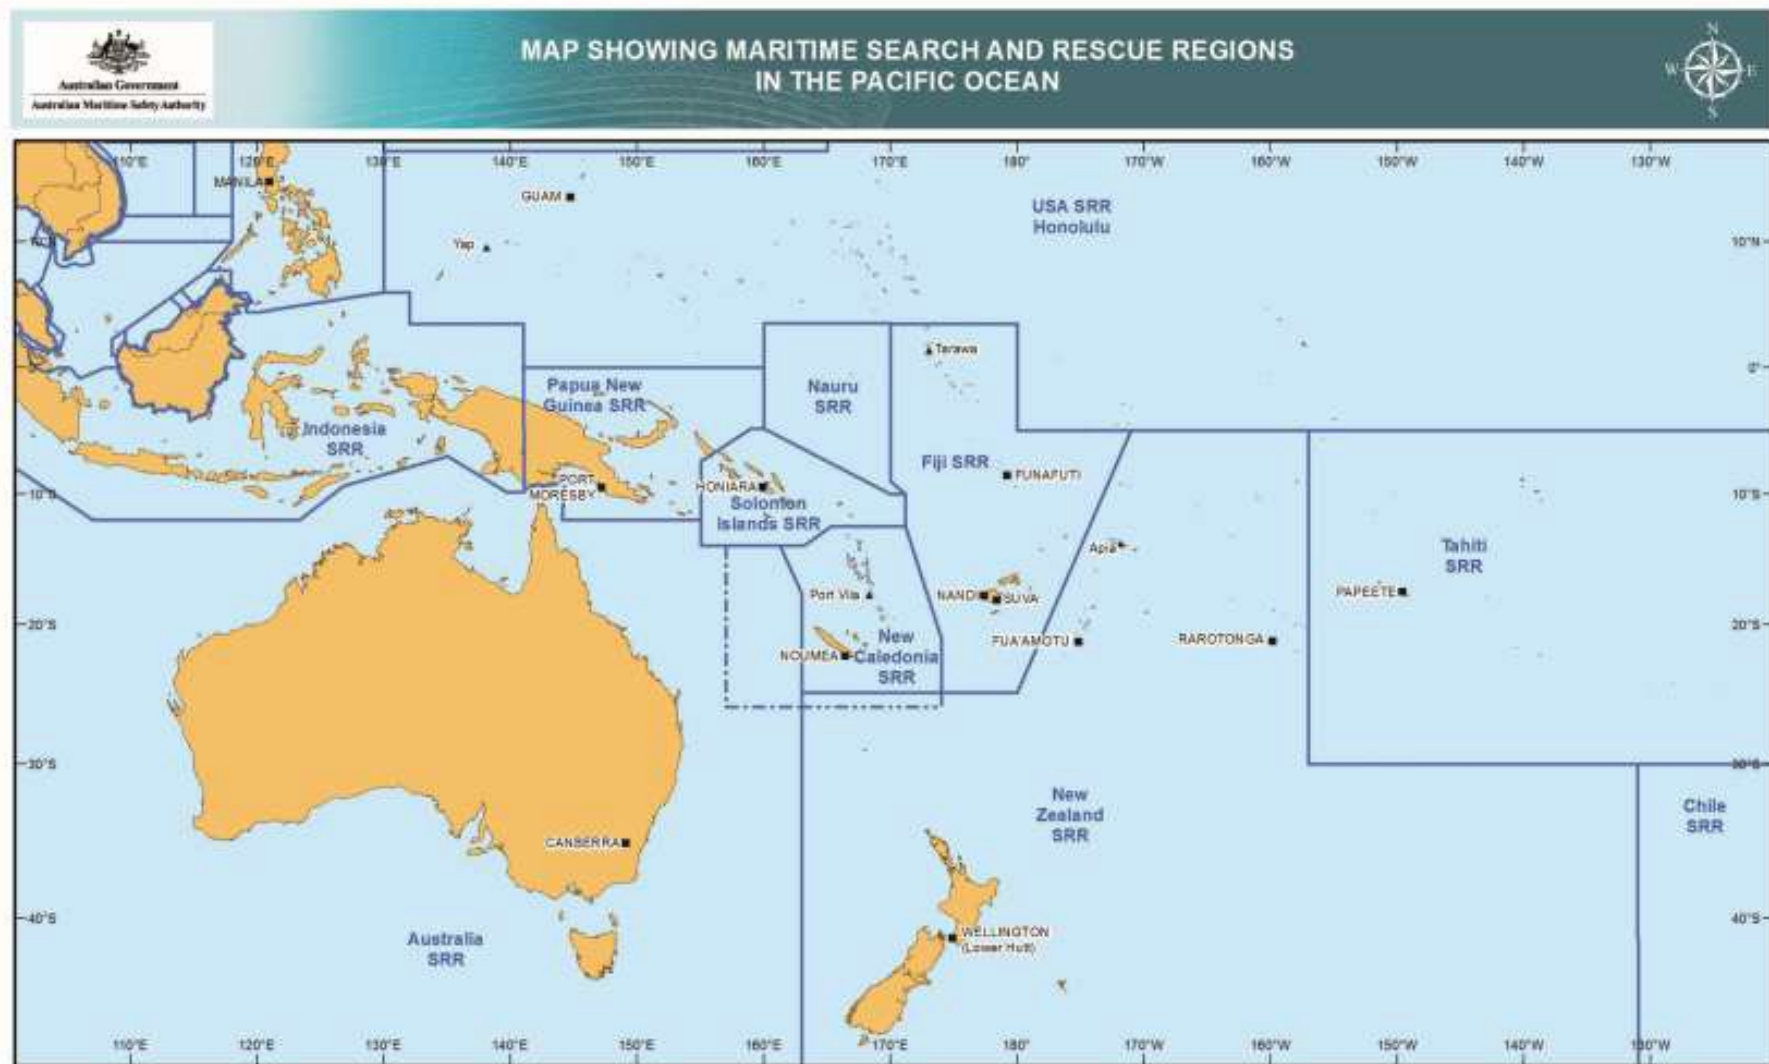 Australian Government
Australian Maritime Safety Authority
MAP SHOWING MARITIME SEARCH AND RESCUE REGIONS
IN THE PACIFIC OCEAN
N
W E
S
110°E 120°E 130°E 140°E 150°E 160°E 170°E 180° 170°W 160°W 150°W 140°W 130°W
MANILA
GUAM
USA SRR
Honolulu
Yap
10°N 10°N
Tarawa
0°
Papua New
Guinea SRR
Nauru
SRR
Indonesia
SRR
Fiji SRR
FUNAFUTI
PORT
MORESBY
HONIARA
10°S 10°S
Solomon
Islands SRR
Apia
Tahiti
SRR
Port Vila
NANDI
SUVA
PAPEETE
20°S 20°S
NOUMEA
New
Caledonia
SRR
FUA'AMOTU
RAROTONGA
30°S 30°S
New
Zealand
SRR
Chile
SRR
CANBERRA
40°S 40°S
Australia
SRR
WELLINGTON
(Lower Hutt)
110°E 120°E 130°E 140°E 150°E 160°E 170°E 180° 170°W 160°W 150°W 140°W 130°W